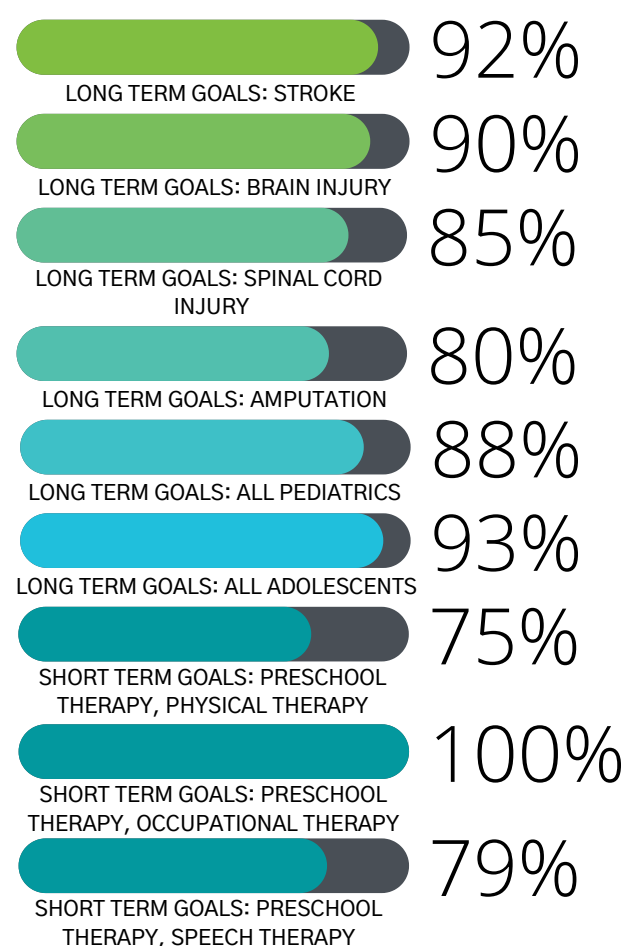 92%
LONG TERM GOALS: STROKE
90%
LONG TERM GOALS: BRAIN INJURY
85%
LONG TERM GOALS: SPINAL CORD
INJURY
80%
LONG TERM GOALS: AMPUTATION
88%
LONG TERM GOALS: ALL PEDIATRICS
93%
LONG TERM GOALS: ALL ADOLESCENTS
75%
SHORT TERM GOALS: PRESCHOOL
THERAPY, PHYSICAL THERAPY
100%
SHORT TERM GOALS: PRESCHOOL
THERAPY, OCCUPATIONAL THERAPY
79%
SHORT TERM GOALS: PRESCHOOL
THERAPY, SPEECH THERAPY